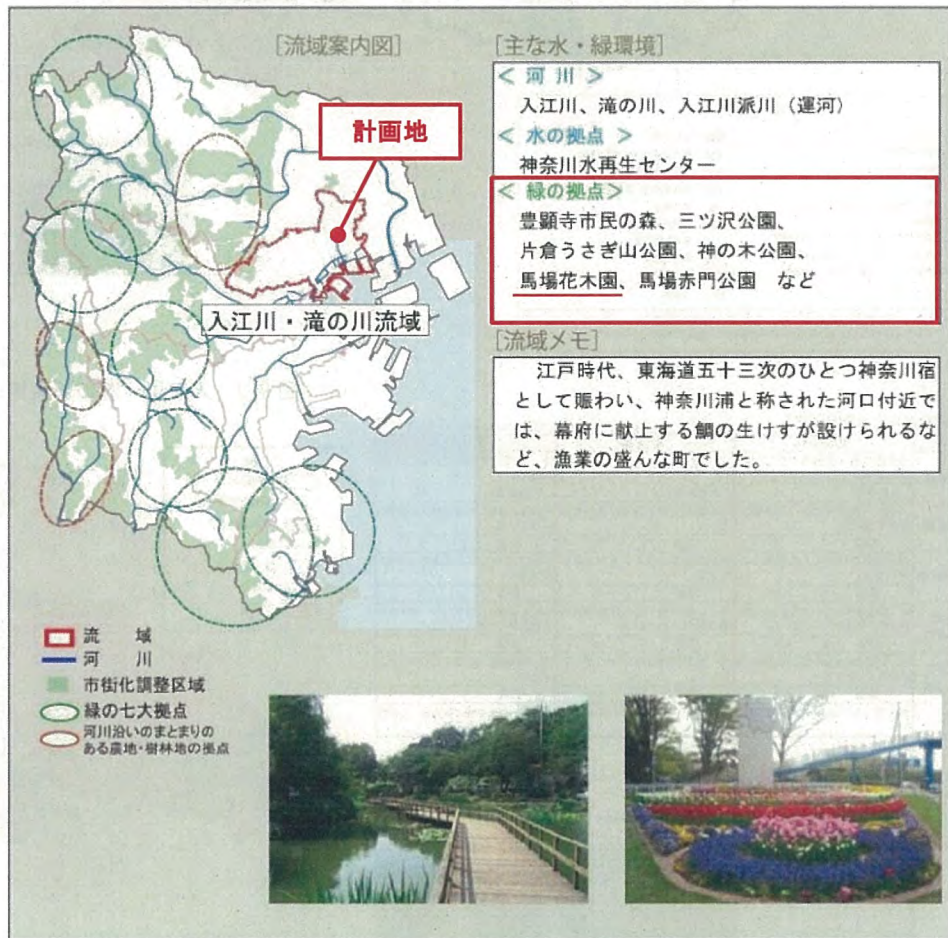 [流域案内図]
計画地
入江川・滝の川流域
流　域
河　川
市街化調整区域
緑の七大拠点
河川沿いのまとまりの
ある農地・樹林地の拠点
[主な水・緑環境]
＜ 河 川 ＞
入江川、滝の川、入江川派川（運河）
＜ 水の拠点 ＞
神奈川水再生センター
＜ 緑の拠点＞
豊顕寺市民の森、三ツ沢公園、
片倉うさぎ山公園、神の木公園、
馬場花木園、馬場赤門公園　など
[流域メモ]
江戸時代、東海道五十三次のひとつ神奈川宿
として賑わい、神奈川浦と称された河口付近で
は、幕府に献上する鯛の生けすが設けられるな
ど、漁業の盛んな町でした。